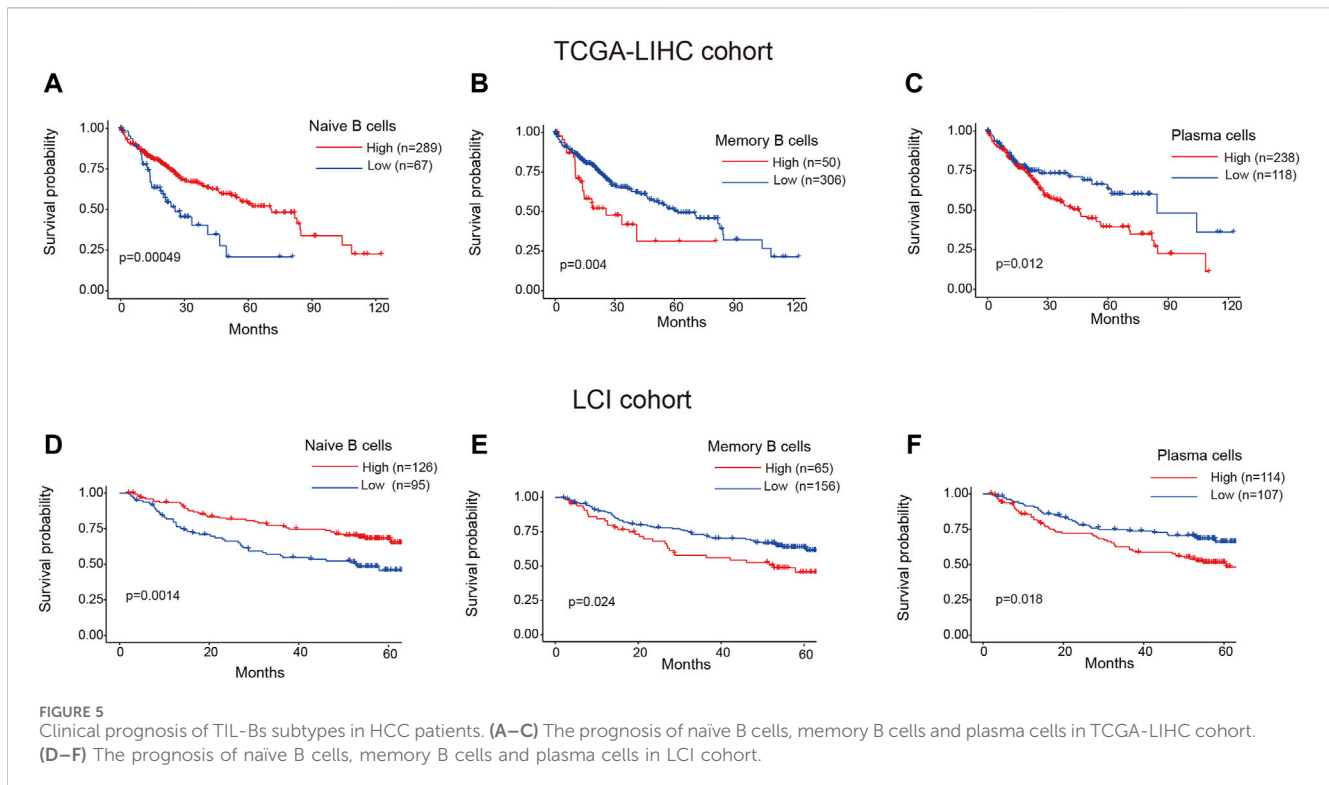 TCGA-LIHC cohort
A
Naive B cells
High (n=289)
Low (n=67)
Survival probability
1.00
0.75
0.50
0.25
0.00
p=0.00049
0 30 60 90 120
Months
B
Memory B cells
High (n=50)
Low (n=306)
Survival probability
1.00
0.75
0.50
0.25
0.00
p=0.004
0 30 60 90 120
Months
C
Plasma cells
High (n=238)
Low (n=118)
Survival probability
1.00
0.75
0.50
0.25
0.00
p=0.012
0 30 60 90 120
Months
LCI cohort
D
Naive B cells
High (n=126)
Low (n=95)
Survival probability
1.00
0.75
0.50
0.25
0.00
p=0.0014
0 20 40 60
Months
E
Memory B cells
High (n=65)
Low (n=156)
Survival probability
1.00
0.75
0.50
0.25
0.00
p=0.024
0 20 40 60
Months
F
Plasma cells
High (n=114)
Low (n=107)
Survival probability
1.00
0.75
0.50
0.25
0.00
p=0.018
0 20 40 60
Months
FIGURE 5
Clinical prognosis of TIL-Bs subtypes in HCC patients. (A–C) The prognosis of naïve B cells, memory B cells and plasma cells in TCGA-LIHC cohort.
(D–F) The prognosis of naïve B cells, memory B cells and plasma cells in LCI cohort.